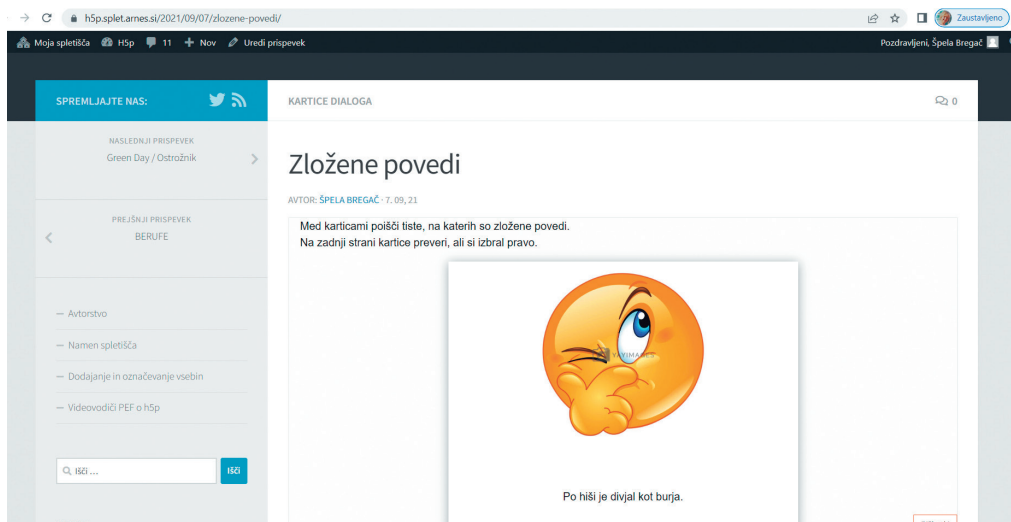 h5p.splet.arnes.si/2021/09/07/zlozene-povedi/
Zaustavljeno
Moja spletišča H5p 11 + Nov Uredi prispevek
Pozdravljeni, Špela Bregač
SPREMLJAJTE NAS:
KARTICE DIALOGA
0
NASLEDNJI PRISPEVEK
Green Day / Ostrožnik
PREJŠNJI PRISPEVEK
BERUFE
— Avtorstvo
— Namen spletišča
— Dodajanje in označevanje vsebin
— Videovodiči PEF o h5p
Išči ...
Išči
Zložene povedi
AVTOR: ŠPELA BREGAČ · 7. 09, 21
Med karticami poišči tiste, na katerih so zložene povedi.
Na zadnji strani kartice preveri, ali si izbral pravo.
YAYIMAGES
Po hiši je divjal kot burja.